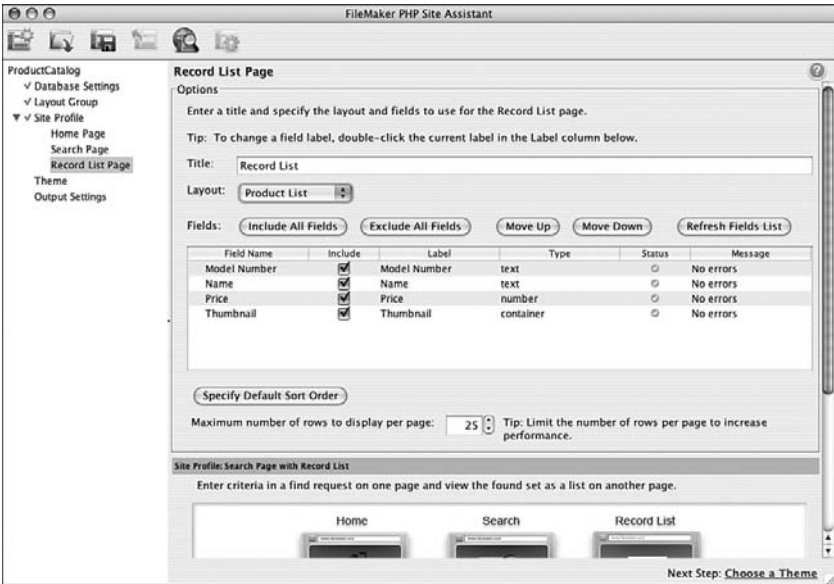 FileMaker PHP Site Assistant
ProductCatalog
Database Settings
Layout Group
Site Profile
Home Page
Search Page
Record List Page
Theme
Output Settings
Record List Page
Options
Enter a title and specify the layout and fields to use for the Record List page.
Tip: To change a field label, double-click the current label in the Label column below.
Title: Record List
Layout: Product List
Fields: Include All Fields Exclude All Fields Move Up Move Down Refresh Fields List
Field Name Include Label Type Status Message
Model Number Model Number text No errors
Name Name text No errors
Price Price number No errors
Thumbnail Thumbnail container No errors
Specify Default Sort Order
Maximum number of rows to display per page: 25 Tip: Limit the number of rows per page to increase
performance.
Site Profile: Search Page with Record List
Enter criteria in a find request on one page and view the found set as a list on another page.
Home Search Record List
Next Step: Choose a Theme